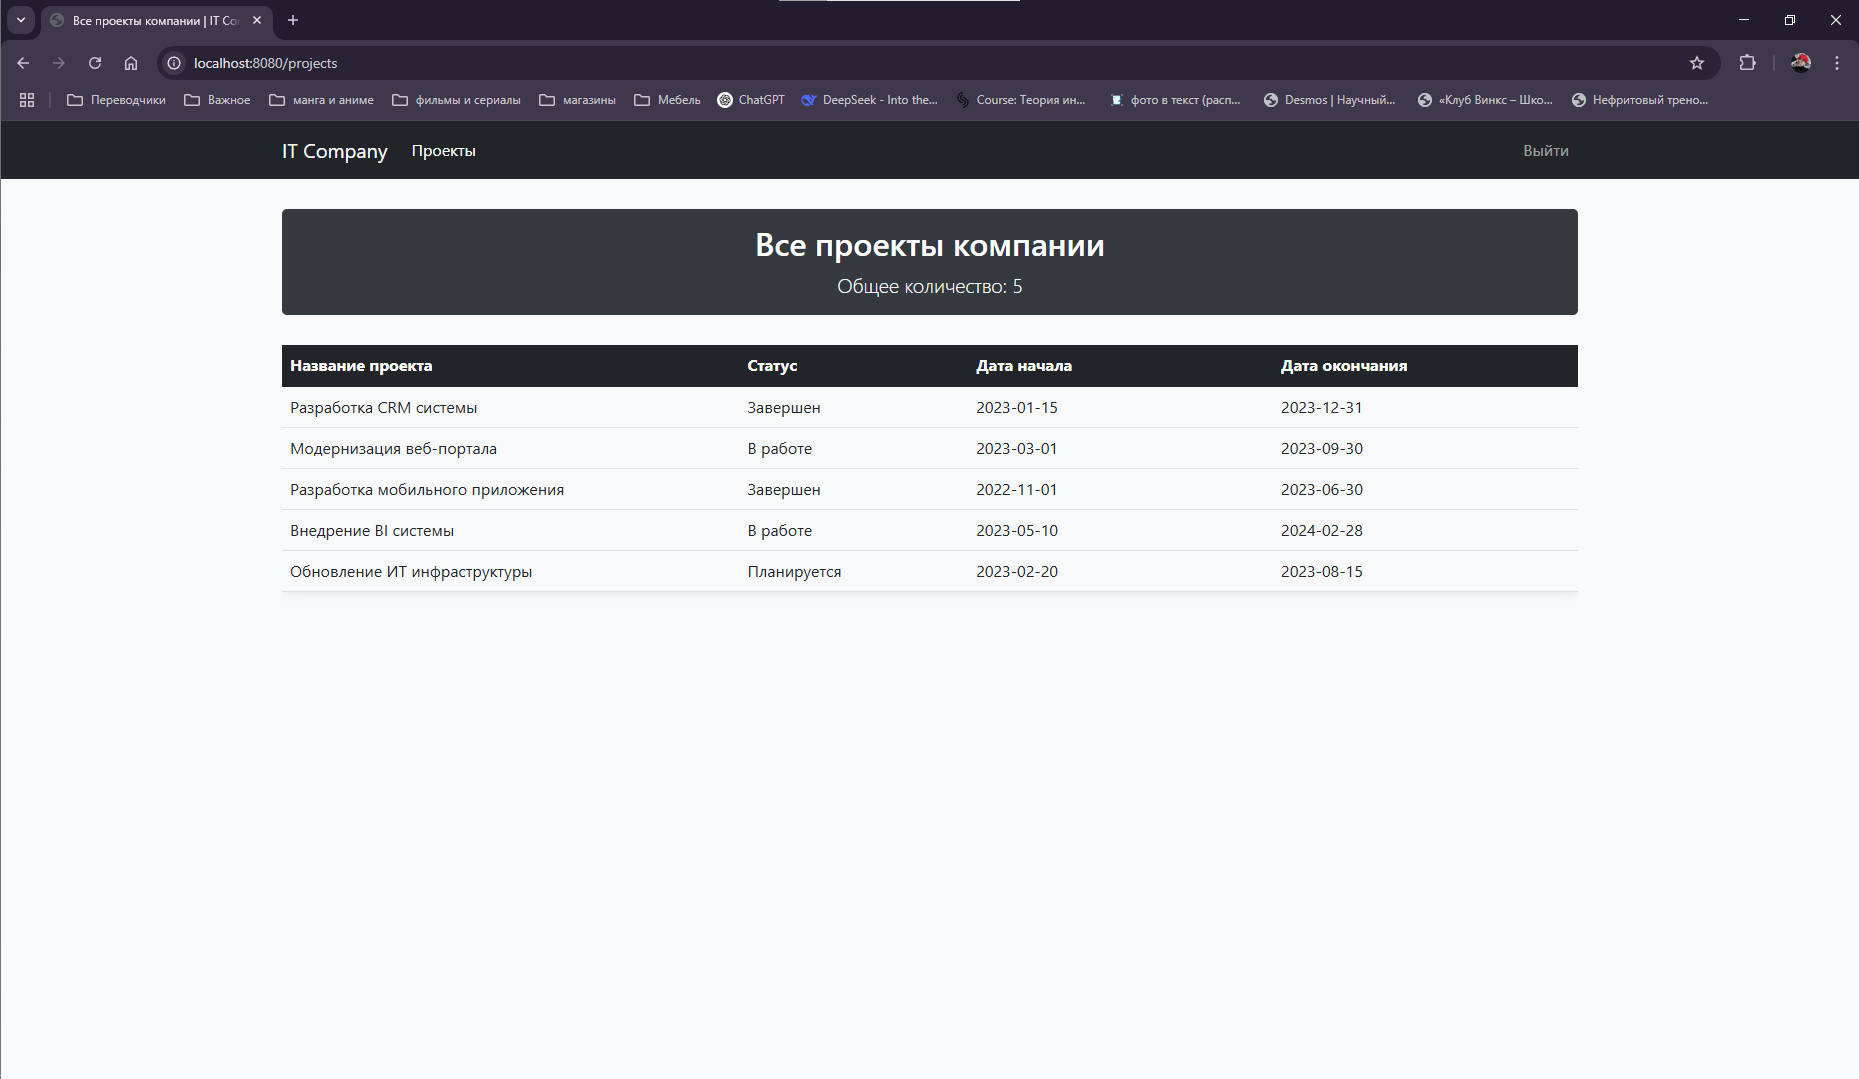 Все проекты компании | IT Co
localhost:8080/projects
Переводчики Важное манга и аниме фильмы и сериалы магазины Мебель ChatGPT DeepSeek - Into the... Course: Теория ин... фото в текст (расп... Desmos | Научный... «Клуб Винкс – Шко... Нефритовый трено...
IT Company Проекты Выйти
Все проекты компании
Общее количество: 5
Название проекта Статус Дата начала Дата окончания
Разработка CRM системы Завершен 2023-01-15 2023-12-31
Модернизация веб-портала В работе 2023-03-01 2023-09-30
Разработка мобильного приложения Завершен 2022-11-01 2023-06-30
Внедрение BI системы В работе 2023-05-10 2024-02-28
Обновление ИТ инфраструктуры Планируется 2023-02-20 2023-08-15